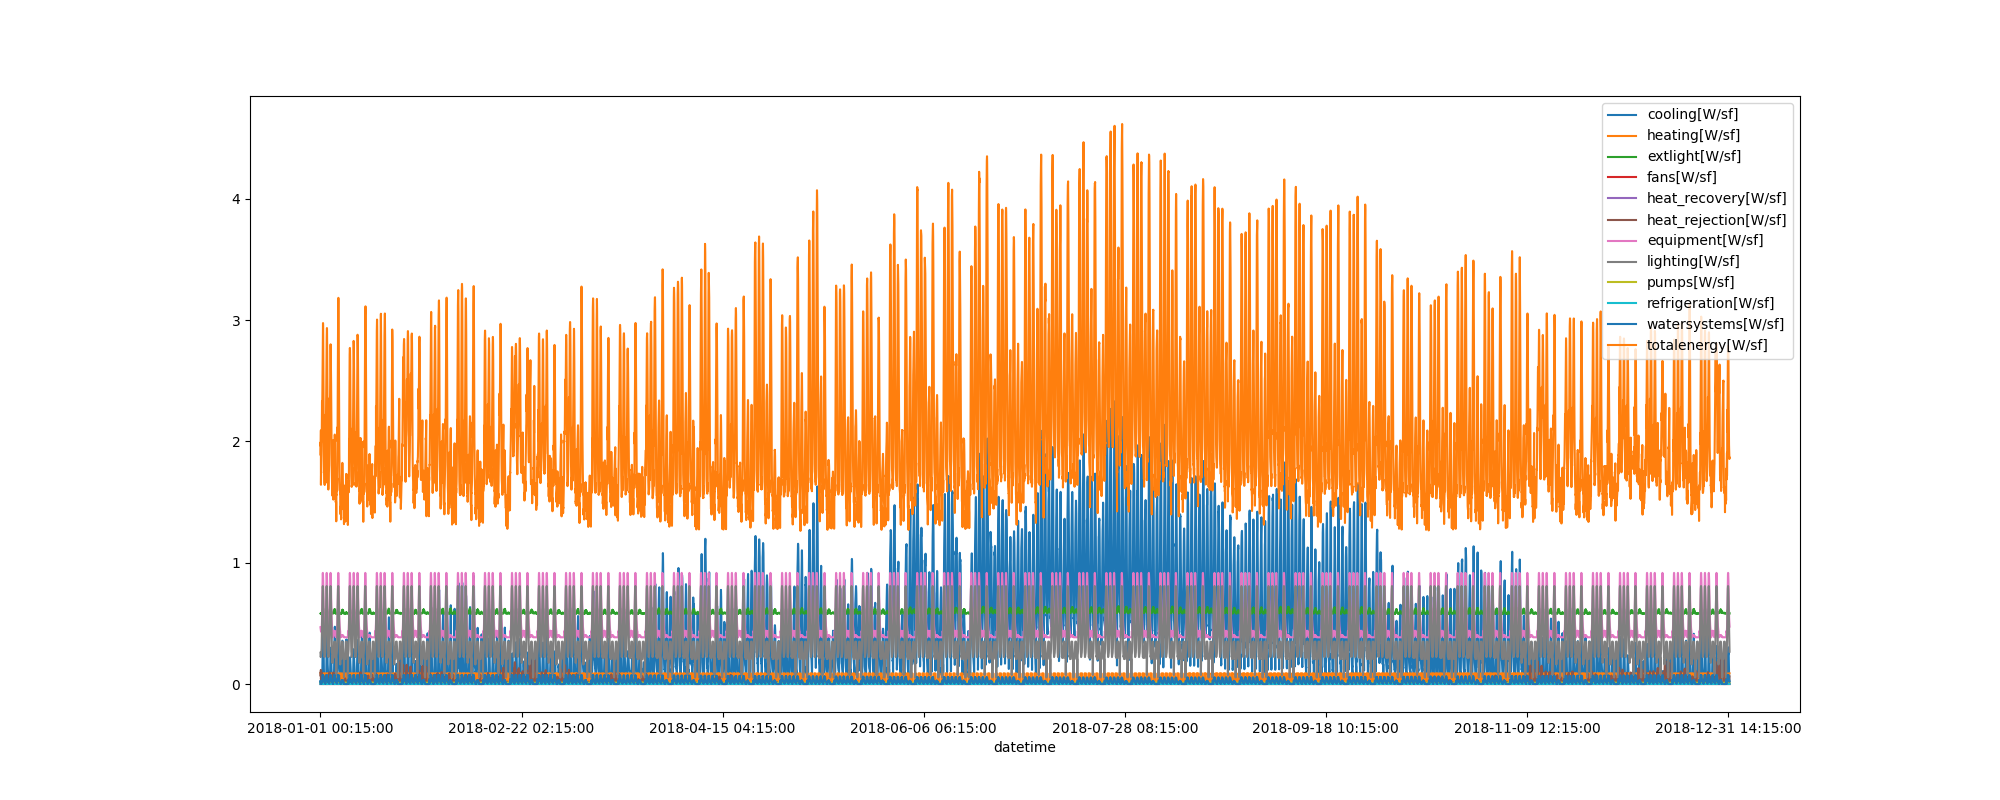 cooling[W/sf]
heating[W/sf]
extlight[W/sf]
fans[W/sf]
heat_recovery[W/sf]
heat_rejection[W/sf]
equipment[W/sf]
lighting[W/sf]
pumps[W/sf]
refrigeration[W/sf]
watersystems[W/sf]
totalenergy[W/sf]
4
3
2
1
0
2018-01-01 00:15:00 2018-02-22 02:15:00 2018-04-15 04:15:00 2018-06-06 06:15:00 2018-07-28 08:15:00 2018-09-18 10:15:00 2018-11-09 12:15:00 2018-12-31 14:15:00
datetime